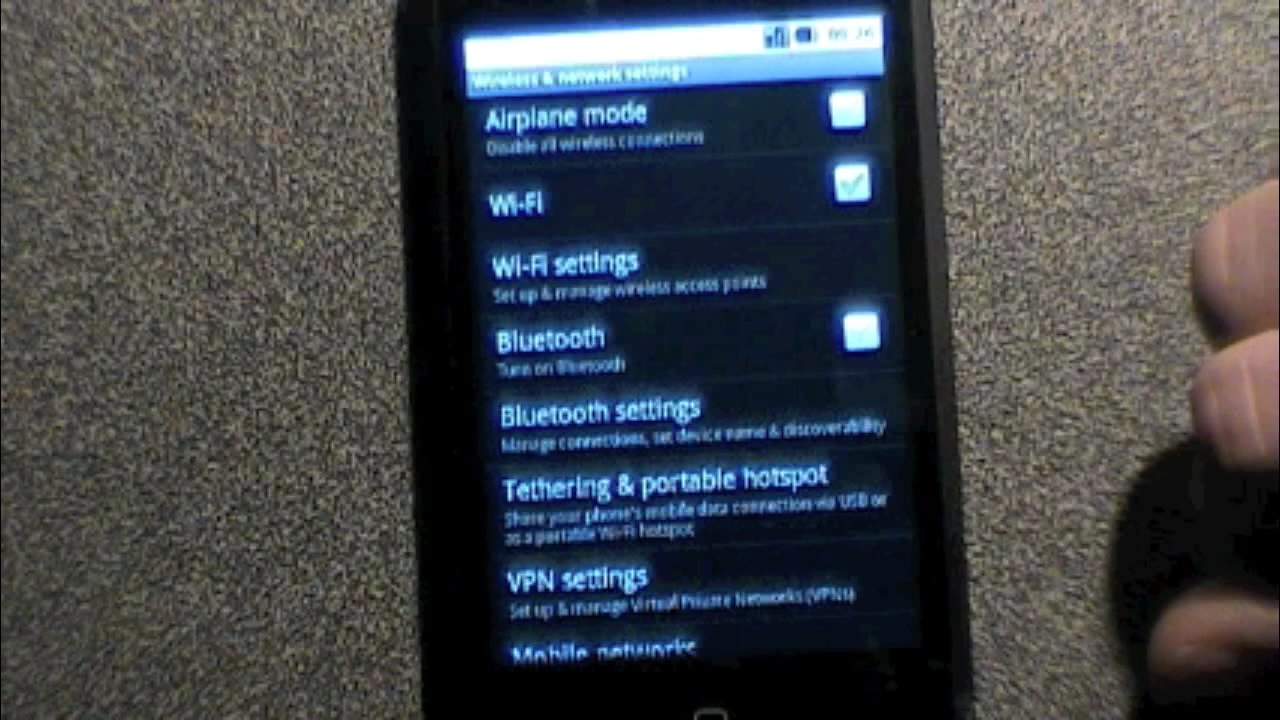 Wireless & network settings
Airplane mode
Disable all wireless connections
Wi-Fi
Wi-Fi settings
Set up & manage wireless access points
Bluetooth
Turn on Bluetooth
Bluetooth settings
Manage connections, set device name & discoverability
Tethering & portable hotspot
Share your phone's mobile data connection via USB or
as a portable Wi-Fi hotspot
VPN settings
Set up & manage Virtual Private Networks (VPNs)
Mobile networks